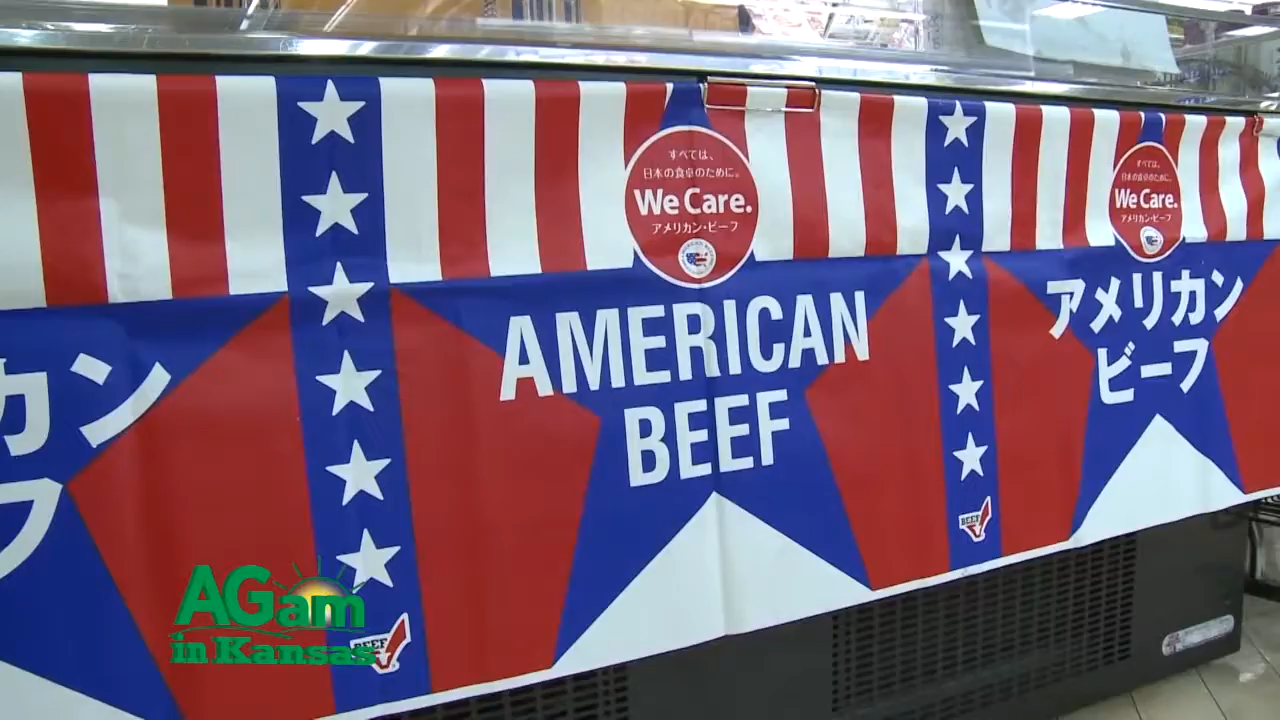 すべては、
日本の食卓のために。
We Care.
アメリカン・ビーフ
AMERICAN
BEEF
すべては、
日本の食卓のために。
We Care.
アメリカン・ビーフ
アメリカン
ビーフ
カン
フ
BEEF
BEEF
AGam
in Kansas